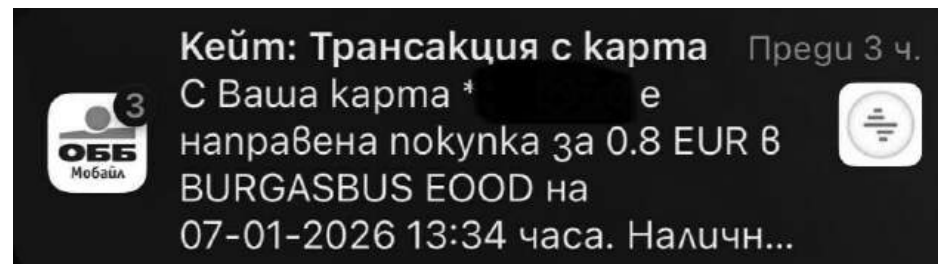 Кейт: Трансакция с карта Преди 3 ч.
С Ваша карта * е
направена покупка за 0.8 EUR в
BURGASBUS EOOD на
07-01-2026 13:34 часа. Наличн...
3
ОББ
Мобайл